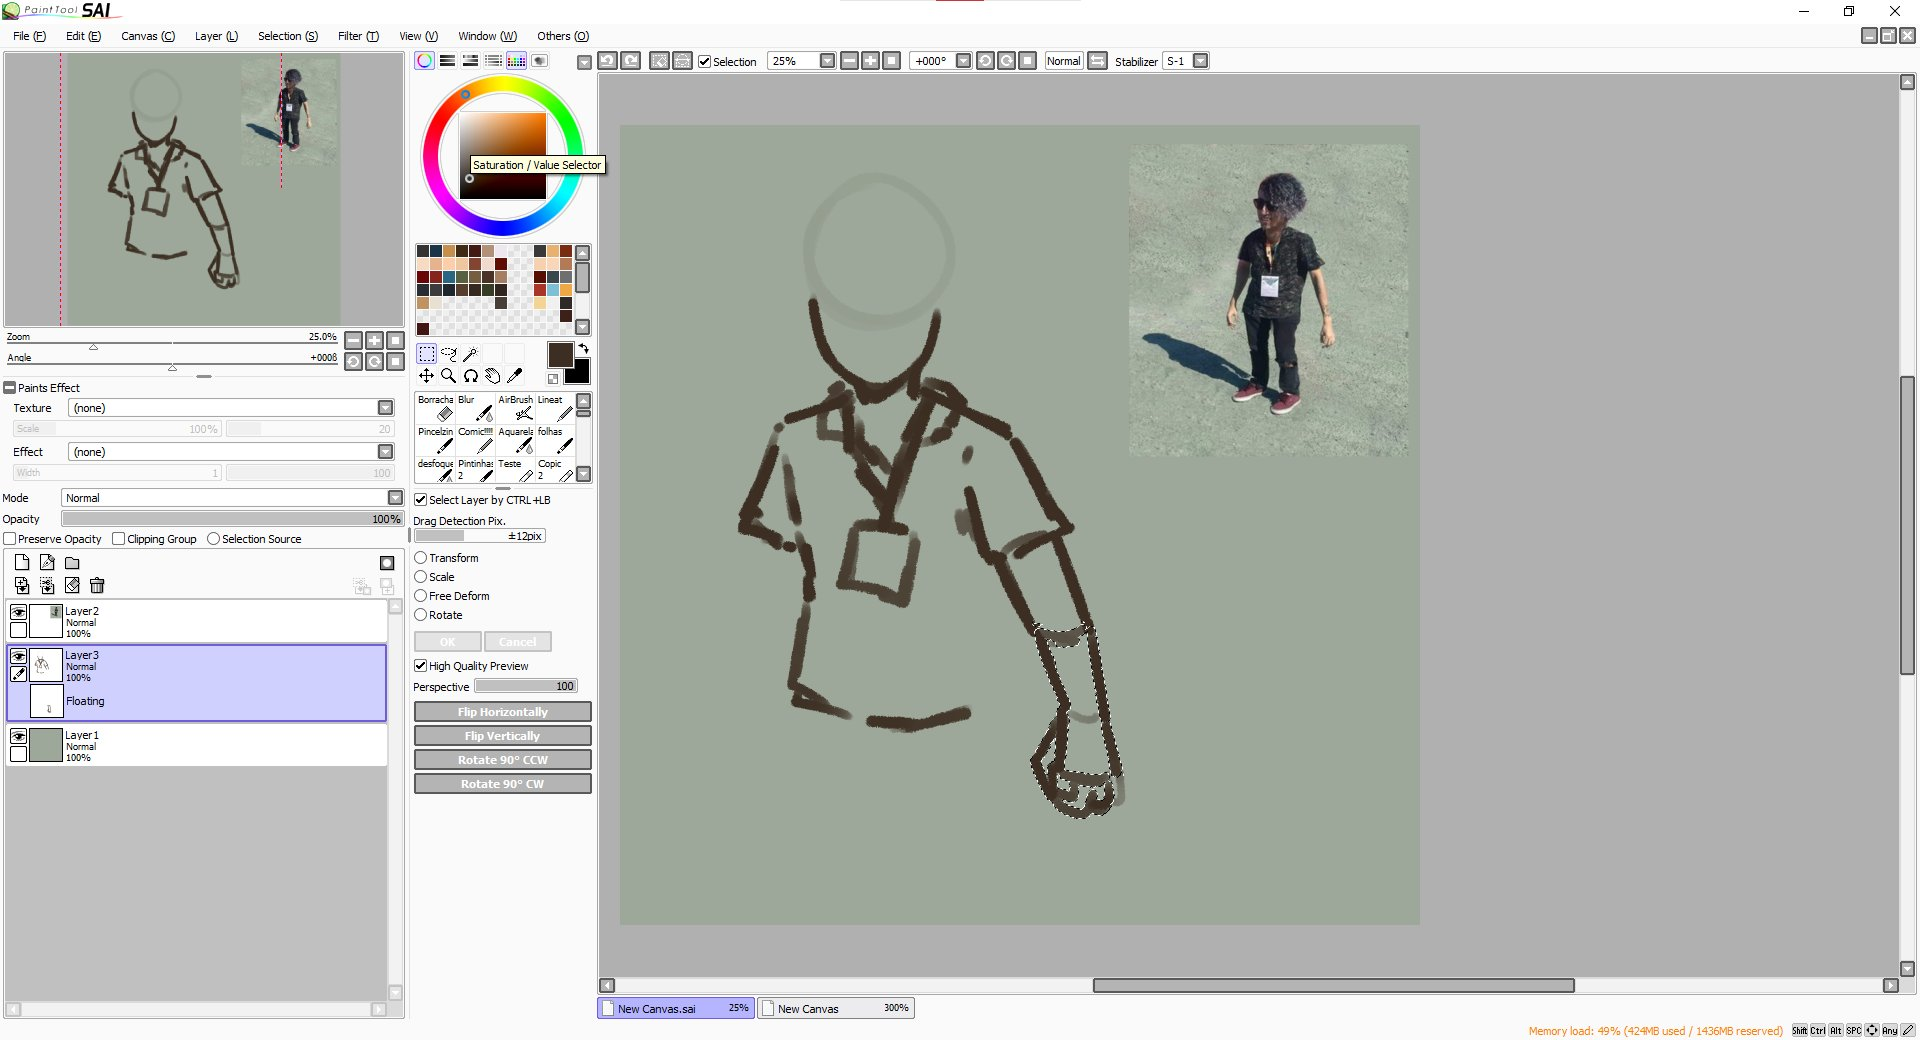 PaintTool SAI
File (F) Edit (E) Canvas (C) Layer (L) Selection (S) Filter (T) View (V) Window (W) Others (O)
Selection 25% +000° Normal Stabilizer S-1
Saturation / Value Selector
Zoom 25.0%
Angle +000ß
Paints Effect
Texture (none)
Scale 100% 20
Effect (none)
Width 1 100
Mode Normal
Opacity 100%
Preserve Opacity Clipping Group Selection Source
Layer2
Normal
100%
Layer3
Normal
100%
Floating
Layer1
Normal
100%
Borracha Blur AirBrush Lineat
Pincelzin Comic!!!! Aquarela folhas
desfoque Pintinhas 2 Teste Copic 2
Select Layer by CTRL+LB
Drag Detection Pix.
±12pix
Transform
Scale
Free Deform
Rotate
OK Cancel
High Quality Preview
Perspective 100
Flip Horizontally
Flip Vertically
Rotate 90° CCW
Rotate 90° CW
New Canvas.sai 25% New Canvas 300%
Memory load: 49% (424MB used / 1436MB reserved) Shift Ctrl Alt SPC Any